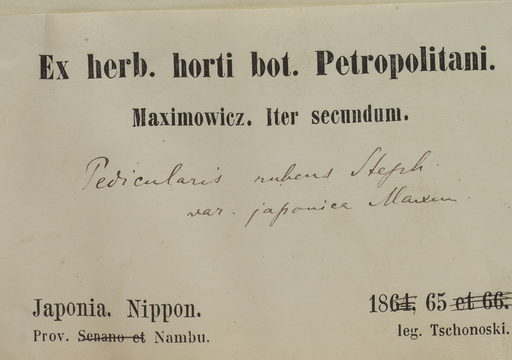 Ex herb. horti bot. Petropolitani.
Maximowicz. Iter secundum.
Pedicularis rubens Steph.
var. japonica Maxim
Japonia. Nippon.
1864, 65 et 66.
Prov. Senano et Nambu.
leg. Tschonoski.